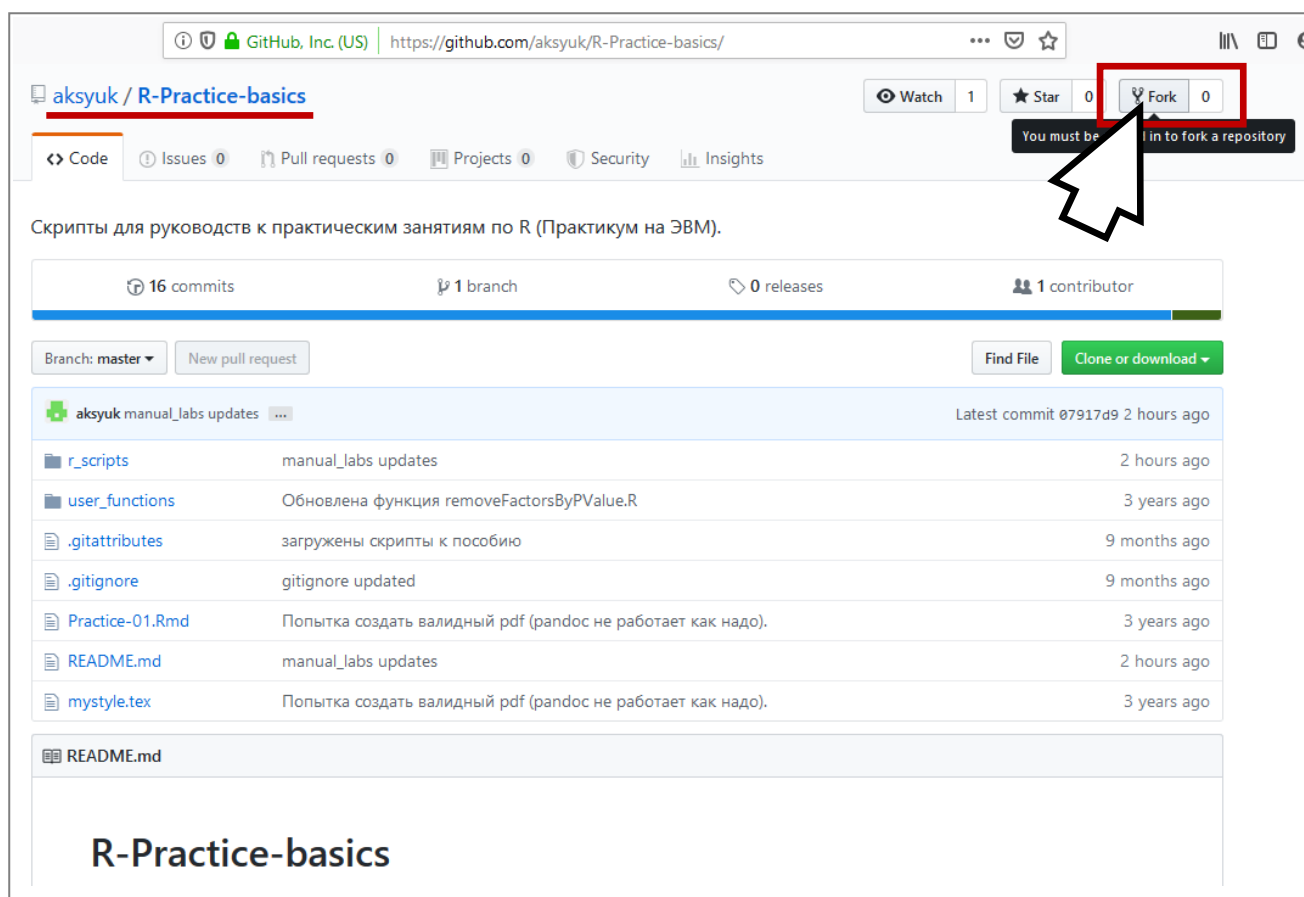 GitHub, Inc. (US) https://github.com/aksyuk/R-Practice-basics/
aksyuk / R-Practice-basics Watch 1 Star 0 Fork 0
You must be in to fork a repository
Code Issues 0 Pull requests 0 Projects 0 Security Insights
Скрипты для руководств к практическим занятиям по R (Практикум на ЭВМ).
16 commits 1 branch 0 releases 1 contributor
Branch: master New pull request Find File Clone or download
aksyuk manual_labs updates ... Latest commit 07917d9 2 hours ago
r_scripts manual_labs updates 2 hours ago
user_functions Обновлена функция removeFactorsByPValue.R 3 years ago
.gitattributes загружены скрипты к пособию 9 months ago
.gitignore gitignore updated 9 months ago
Practice-01.Rmd Попытка создать валидный pdf (pandoc не работает как надо). 3 years ago
README.md manual_labs updates 2 hours ago
mystyle.tex Попытка создать валидный pdf (pandoc не работает как надо). 3 years ago
README.md
R-Practice-basics